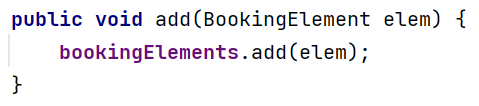 public void add(BookingElement elem) {
    bookingElements.add(elem);
}